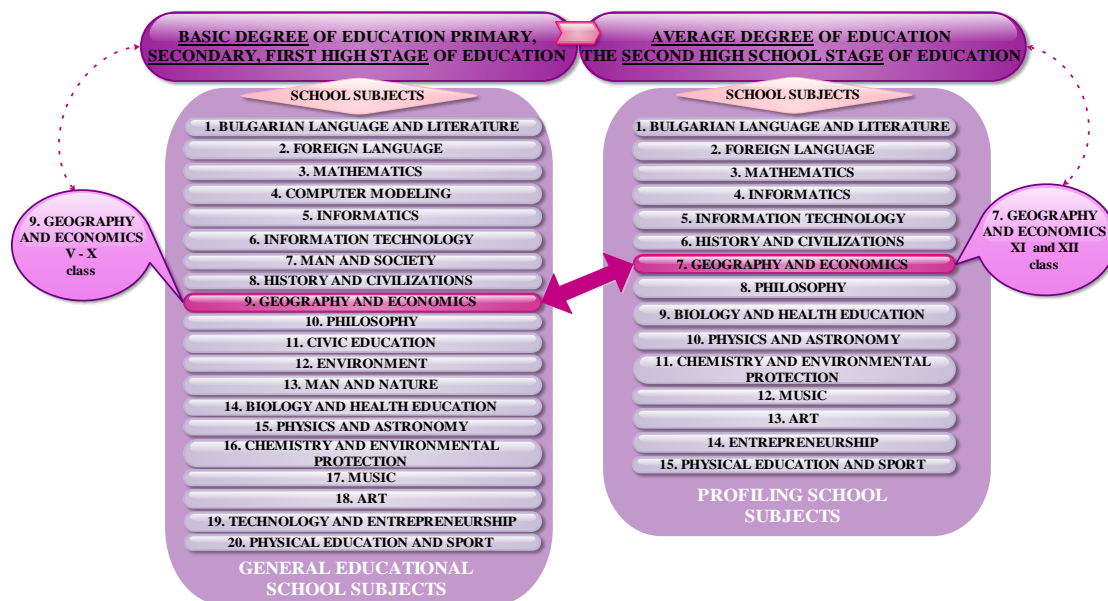 BASIC DEGREE OF EDUCATION PRIMARY,
SECONDARY, FIRST HIGH STAGE OF EDUCATION
AVERAGE DEGREE OF EDUCATION
THE SECOND HIGH SCHOOL STAGE OF EDUCATION
SCHOOL SUBJECTS
1. BULGARIAN LANGUAGE AND LITERATURE
2. FOREIGN LANGUAGE
3. MATHEMATICS
4. COMPUTER MODELING
5. INFORMATICS
6. INFORMATION TECHNOLOGY
7. MAN AND SOCIETY
8. HISTORY AND CIVILIZATIONS
9. GEOGRAPHY AND ECONOMICS
10. PHILOSOPHY
11. CIVIC EDUCATION
12. ENVIRONMENT
13. MAN AND NATURE
14. BIOLOGY AND HEALTH EDUCATION
15. PHYSICS AND ASTRONOMY
16. CHEMISTRY AND ENVIRONMENTAL
PROTECTION
17. MUSIC
18. ART
19. TECHNOLOGY AND ENTREPRENEURSHIP
20. PHYSICAL EDUCATION AND SPORT
GENERAL EDUCATIONAL
SCHOOL SUBJECTS
9. GEOGRAPHY
AND ECONOMICS
V - X
class
SCHOOL SUBJECTS
1. BULGARIAN LANGUAGE AND LITERATURE
2. FOREIGN LANGUAGE
3. MATHEMATICS
4. INFORMATICS
5. INFORMATION TECHNOLOGY
6. HISTORY AND CIVILIZATIONS
7. GEOGRAPHY AND ECONOMICS
8. PHILOSOPHY
9. BIOLOGY AND HEALTH EDUCATION
10. PHYSICS AND ASTRONOMY
11. CHEMISTRY AND ENVIRONMENTAL
PROTECTION
12. MUSIC
13. ART
14. ENTREPRENEURSHIP
15. PHYSICAL EDUCATION AND SPORT
PROFILING SCHOOL
SUBJECTS
7. GEOGRAPHY
AND ECONOMICS
XI and XII
class